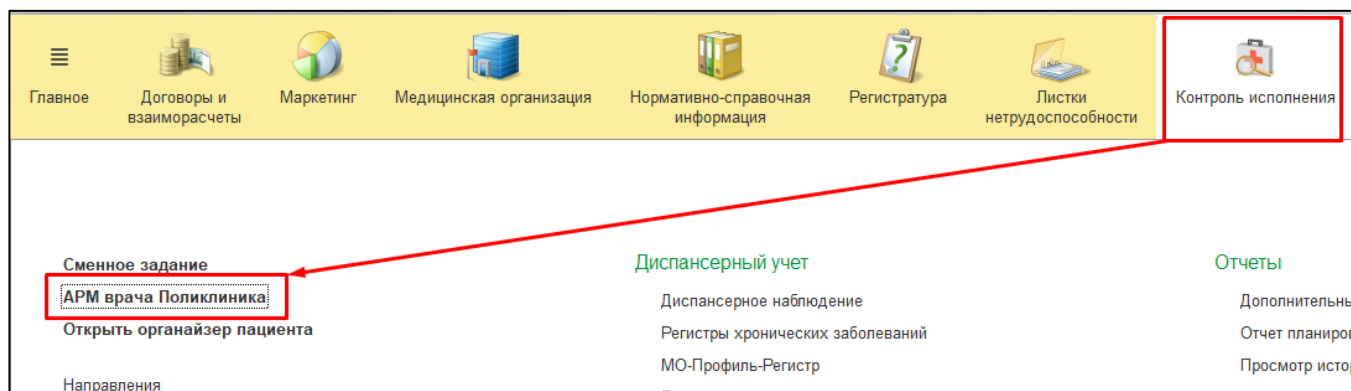 Главное
Договоры и
взаиморасчеты
Маркетинг
Медицинская организация
Нормативно-справочная
информация
Регистратура
Листки
нетрудоспособности
Контроль исполнения
Сменное задание
АРМ врача Поликлиника
Открыть органайзер пациента
Направления
Диспансерный учет
Диспансерное наблюдение
Регистры хронических заболеваний
МО-Профиль-Регистр
Отчеты
Дополнительнь
Отчет планиров
Просмотр истор